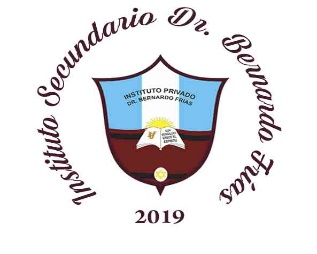 Instituto Secundario Dr. Bernardo Frías
INSTITUTO PRIVADO
DR. BERNARDO FRIAS
2019